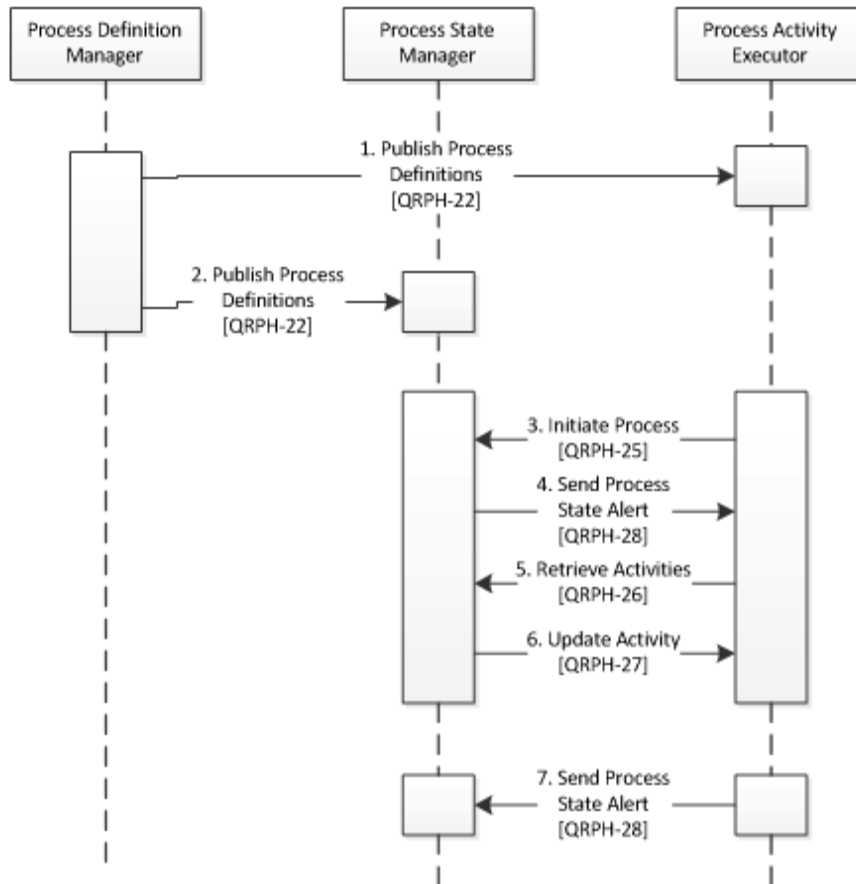 Process Definition
Manager
Process State
Manager
Process Activity
Executor
1. Publish Process
Definitions
[QRPH-22]
2. Publish Process
Definitions
[QRPH-22]
3. Initiate Process
[QRPH-25]
4. Send Process
State Alert
[QRPH-28]
5. Retrieve Activities
[QRPH-26]
6. Update Activity
[QRPH-27]
7. Send Process
State Alert
[QRPH-28]